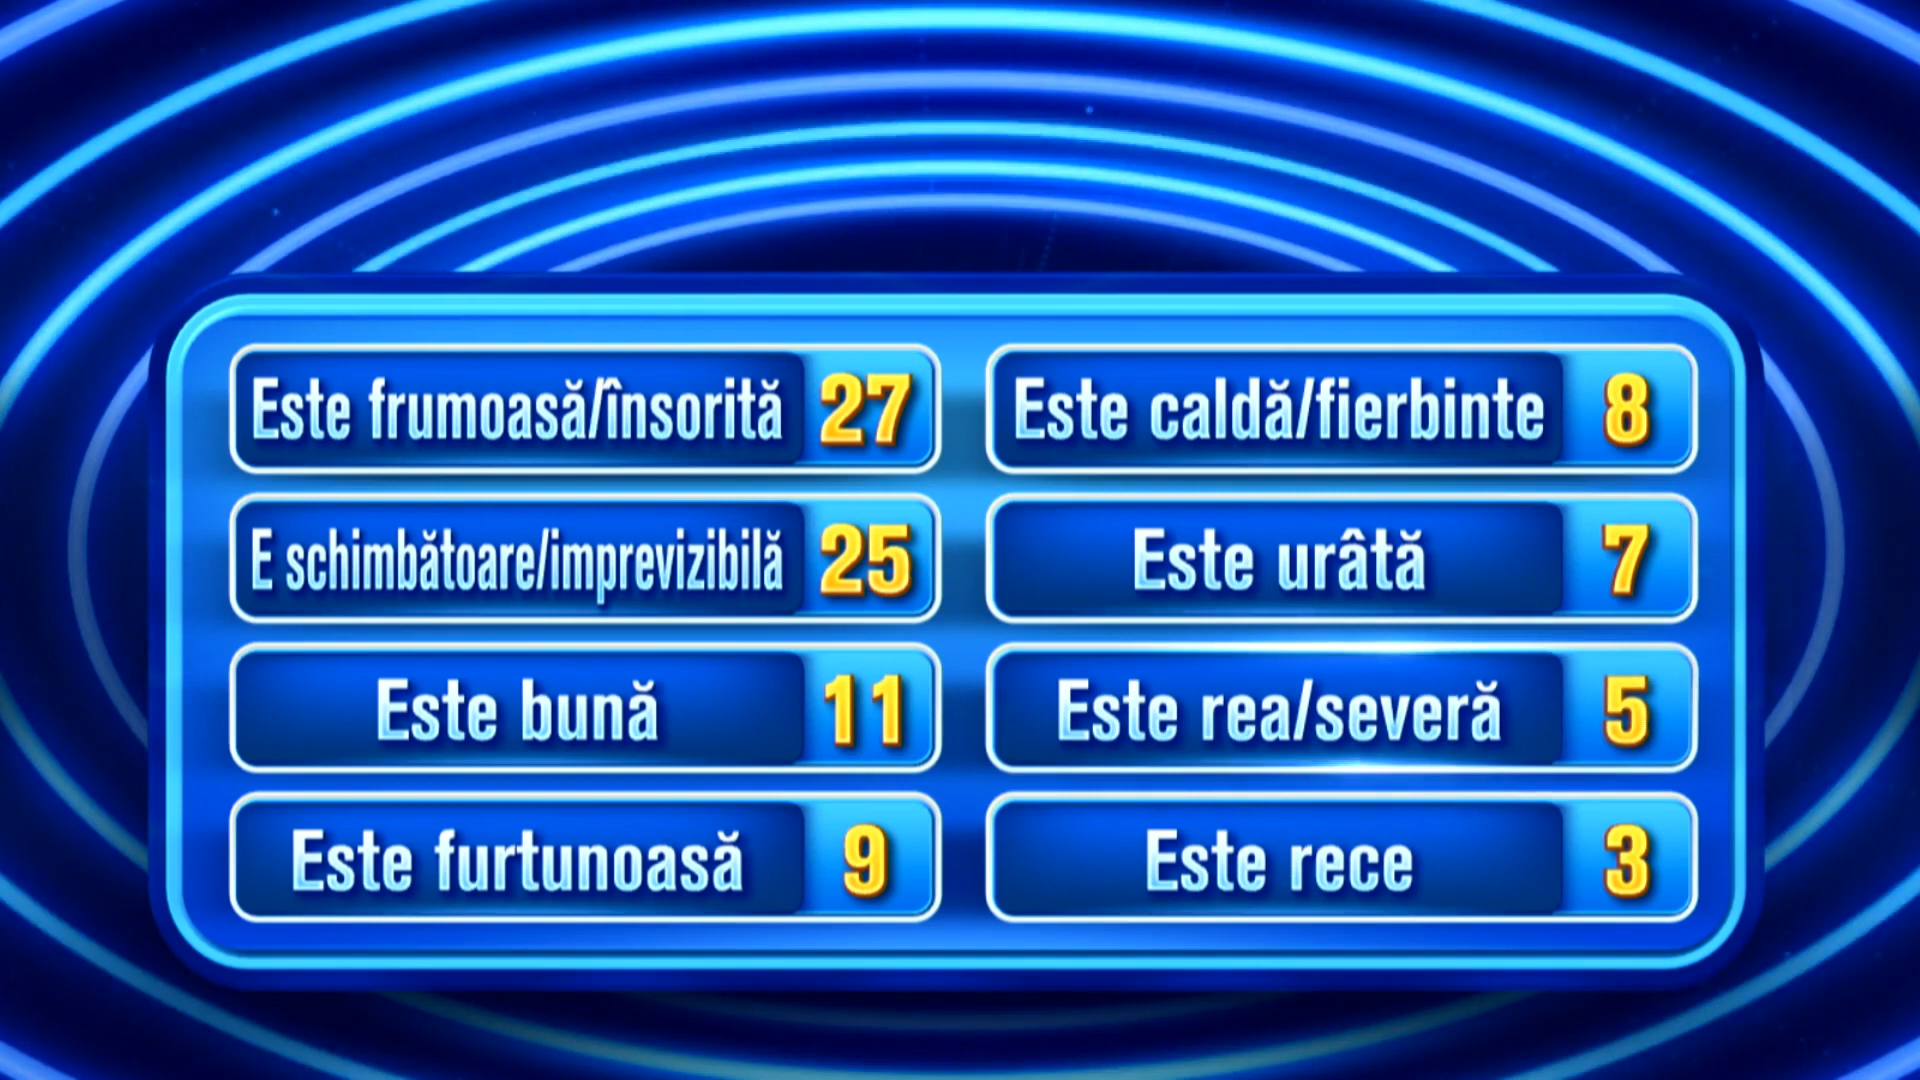 Este frumoasă/însorită 27
E schimbătoare/imprevizibilă 25
Este bună 11
Este furtunoasă 9
Este caldă/fierbinte 8
Este urâtă 7
Este rea/severă 5
Este rece 3